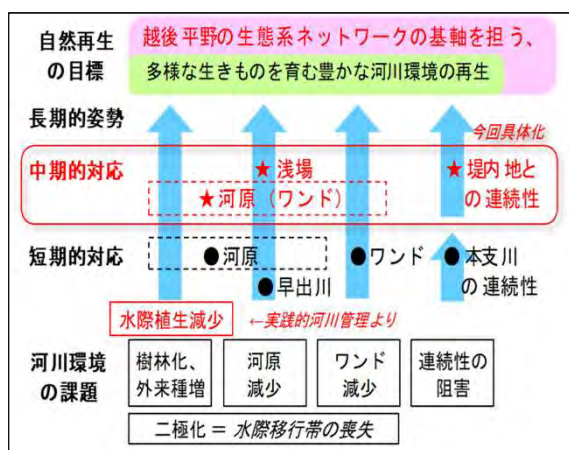 自然再生
の目標
越後平野の生態系ネットワークの基軸を担う、
多様な生きものを育む豊かな河川環境の再生
長期的姿勢
今回具体化
中期的対応
★浅場
★河原（ワンド）
★堤内地と
の連続性
短期的対応
●河原
●ワンド
●本支川
の連続性
●早出川
水際植生減少
←実践的河川管理より
河川環境
の課題
樹林化、
外来種増
河原
減少
ワンド
減少
連続性の
阻害
二極化＝水際移行帯の喪失